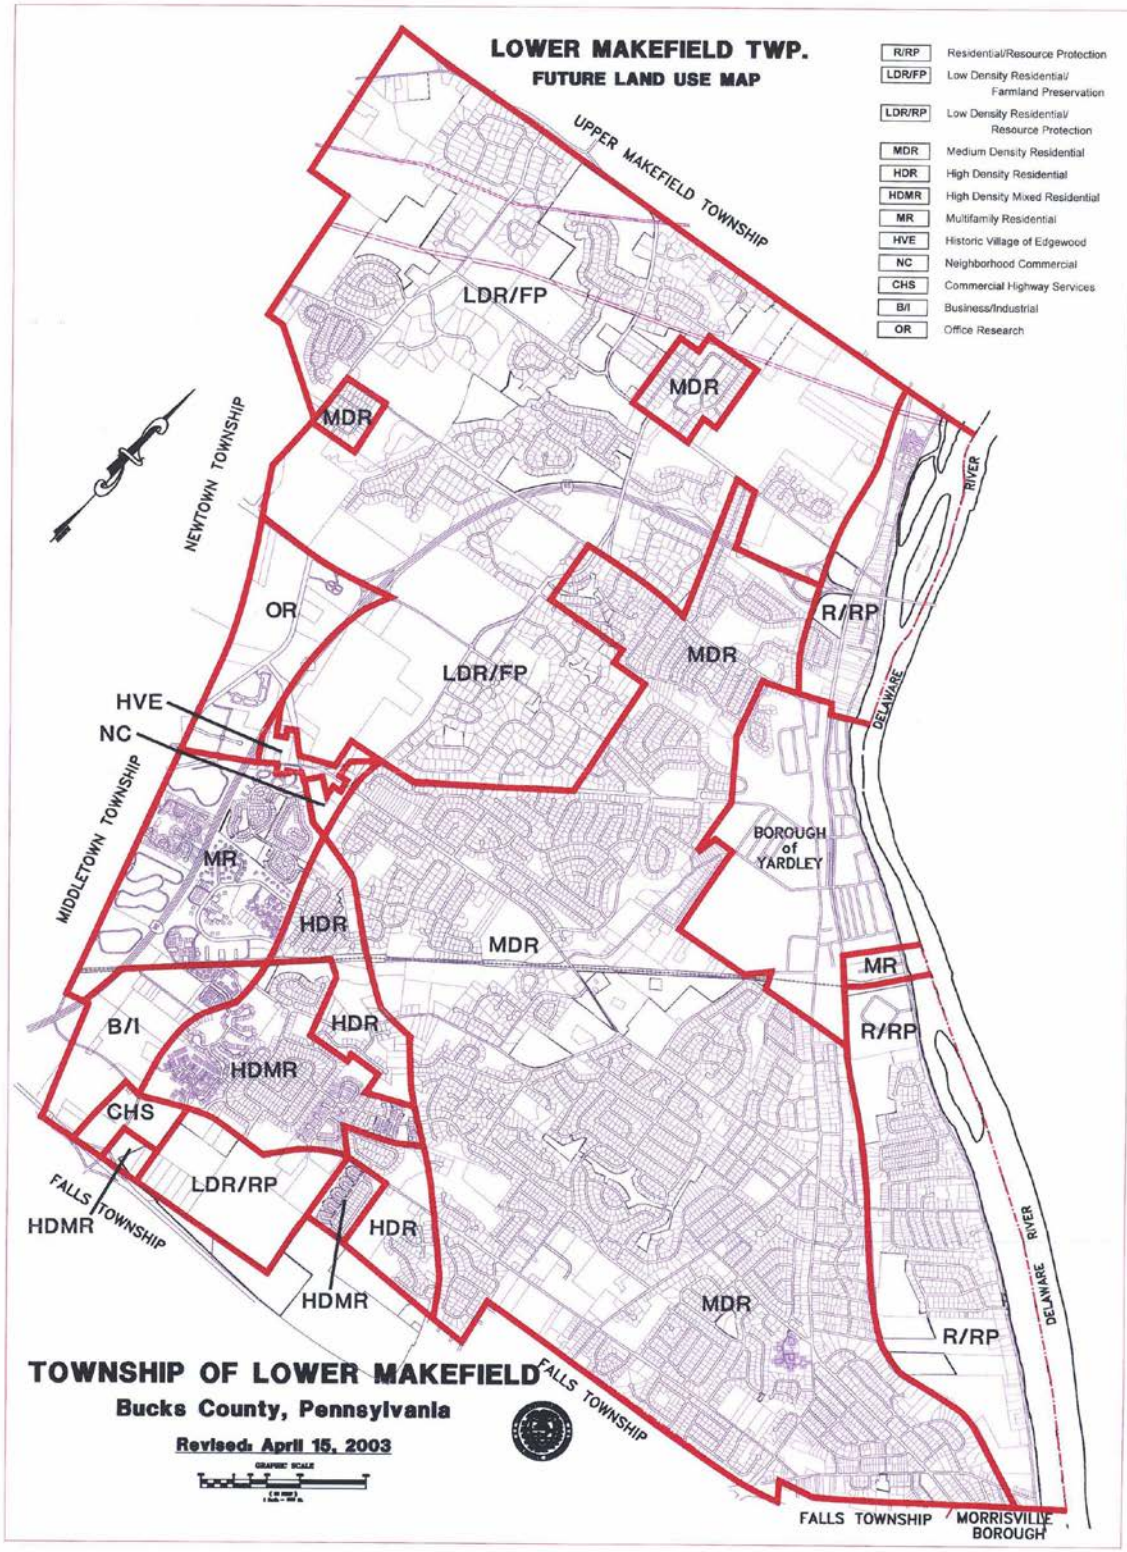 LOWER MAKEFIELD TWP.
FUTURE LAND USE MAP
R/RP Residential/Resource Protection
LDR/FP Low Density Residential/
Farmland Preservation
LDR/RP Low Density Residential/
Resource Protection
MDR Medium Density Residential
HDR High Density Residential
HDMR High Density Mixed Residential
MR Multifamily Residential
HVE Historic Village of Edgewood
NC Neighborhood Commercial
CHS Commercial Highway Services
B/I Business/Industrial
OR Office Research
UPPER MAKEFIELD TOWNSHIP
LDR/FP
MDR
MDR
NEWTOWN TOWNSHIP
RIVER
DELAWARE
OR
R/RP
MDR
LDR/FP
HVE
NC
MIDDLETOWN TOWNSHIP
BOROUGH
of
YARDLEY
MR
HDR
MDR
MR
B/I
HDR
R/RP
HDMR
CHS
LDR/RP
FALLS TOWNSHIP
HDMR
HDR
HDMR
MDR
RIVER
DELAWARE
R/RP
TOWNSHIP OF LOWER MAKEFIELD
Bucks County, Pennsylvania
Revised: April 15, 2003
GRAPHIC SCALE
FALLS TOWNSHIP
FALLS TOWNSHIP
MORRISVILLE
BOROUGH